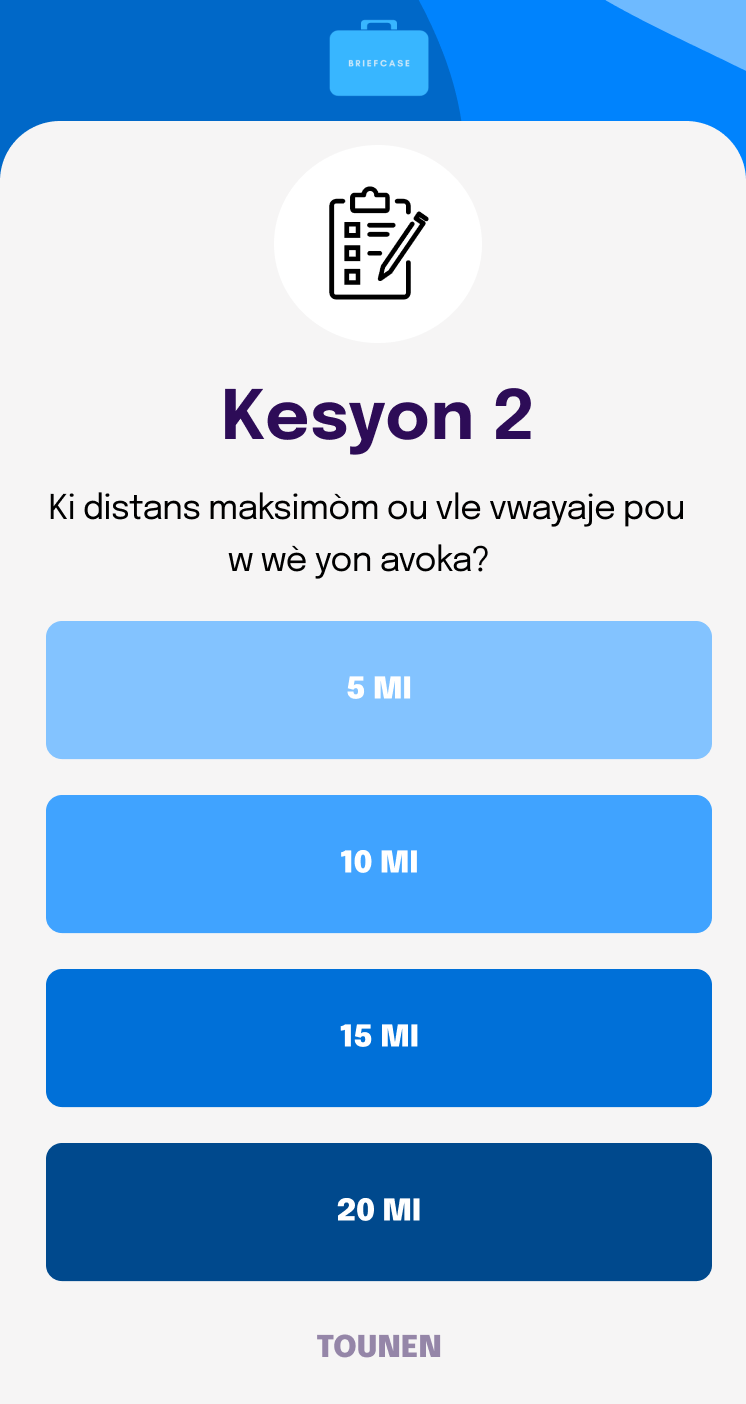 BRIEFCASE
Kesyon 2
Ki distans maksimòm ou vle vwayaje pou
w wè yon avoka?
5 MI
10 MI
15 MI
20 MI
TOUNEN